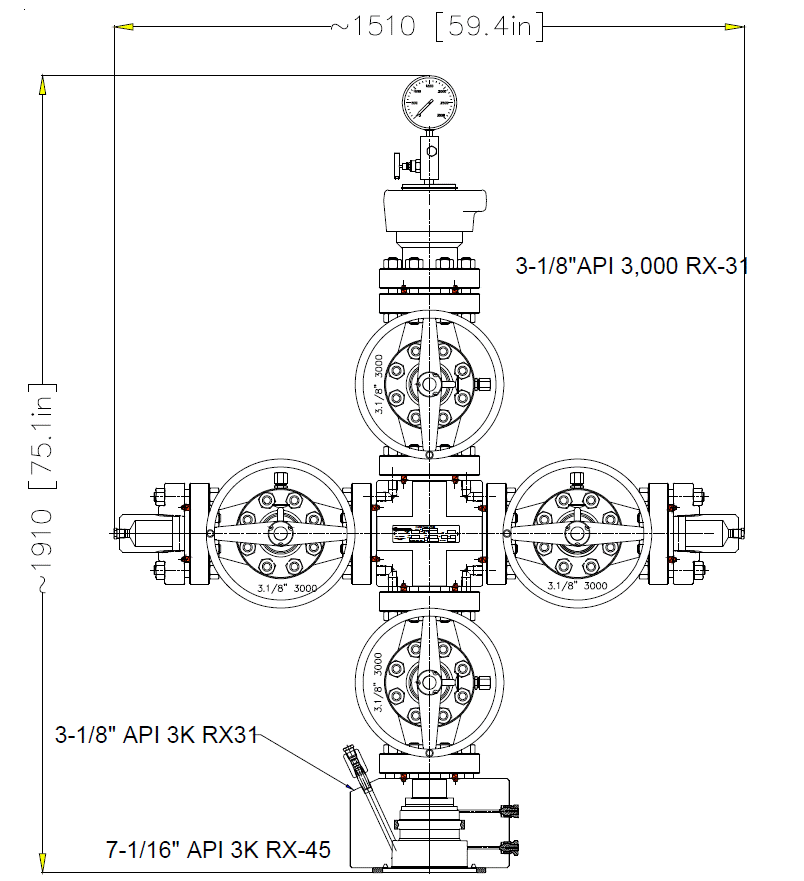 ~1510 [59.4in]
3-1/8"API 3,000 RX-31
3.1/8" 3000
~1910 [75.1in]
3.1/8" 3000
3.1/8" 3000
3.1/8" 3000
3-1/8" API 3K RX31
7-1/16" API 3K RX-45